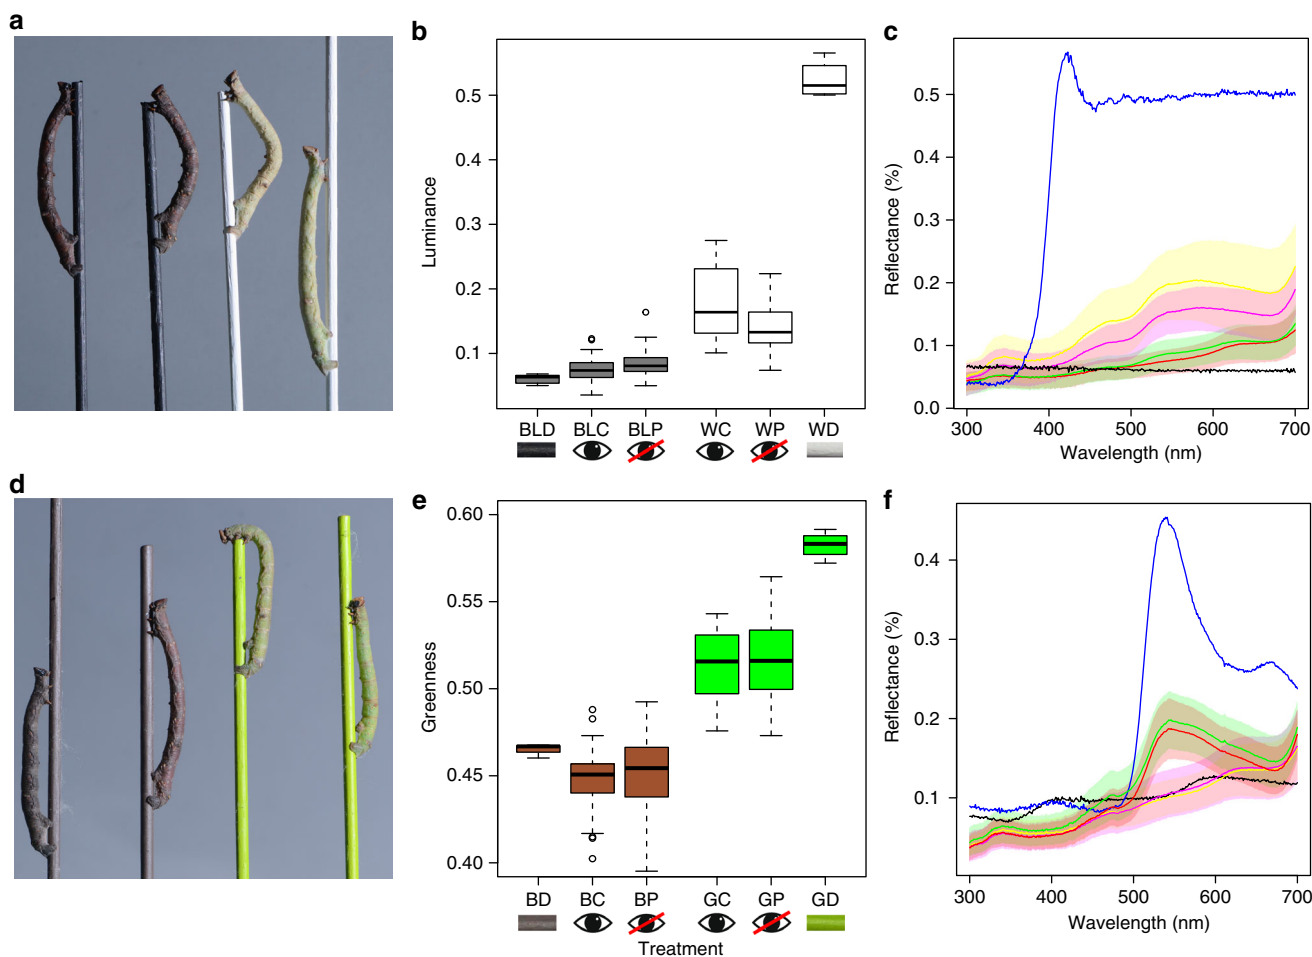 a
b
c
Luminance
0.5
0.4
0.3
0.2
0.1
BLD BLC BLP WC WP WD
Reflectance (%)
0.5
0.4
0.3
0.2
0.1
0.0
300 400 500 600 700
Wavelength (nm)
d
e
f
Greenness
0.60
0.55
0.50
0.45
0.40
BD BC BP GC GP GD
Treatment
Reflectance (%)
0.4
0.3
0.2
0.1
300 400 500 600 700
Wavelength (nm)